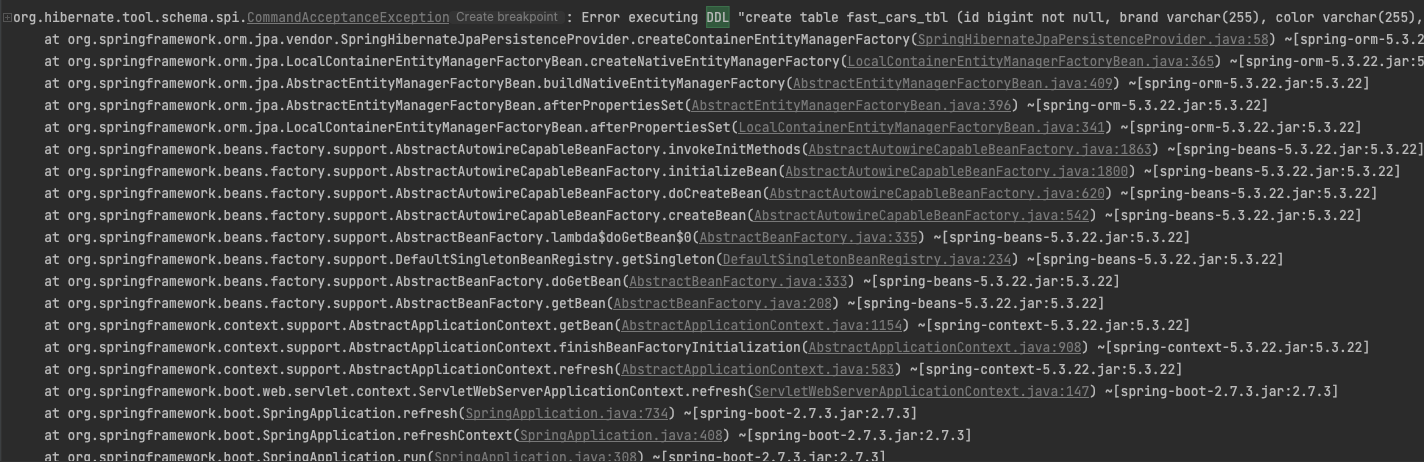 org.hibernate.tool.schema.spi.CommandAcceptanceException Create breakpoint : Error executing DDL "create table fast_cars_tbl (id bigint not null, brand varchar(255), color varchar(255),
at org.springframework.orm.jpa.vendor.SpringHibernateJpaPersistenceProvider.createContainerEntityManagerFactory(SpringHibernateJpaPersistenceProvider.java:58) ~[spring-orm-5.3.2
at org.springframework.orm.jpa.LocalContainerEntityManagerFactoryBean.createNativeEntityManagerFactory(LocalContainerEntityManagerFactoryBean.java:365) ~[spring-orm-5.3.22.jar:5
at org.springframework.orm.jpa.AbstractEntityManagerFactoryBean.buildNativeEntityManagerFactory(AbstractEntityManagerFactoryBean.java:409) ~[spring-orm-5.3.22.jar:5.3.22]
at org.springframework.orm.jpa.AbstractEntityManagerFactoryBean.afterPropertiesSet(AbstractEntityManagerFactoryBean.java:396) ~[spring-orm-5.3.22.jar:5.3.22]
at org.springframework.orm.jpa.LocalContainerEntityManagerFactoryBean.afterPropertiesSet(LocalContainerEntityManagerFactoryBean.java:341) ~[spring-orm-5.3.22.jar:5.3.22]
at org.springframework.beans.factory.support.AbstractAutowireCapableBeanFactory.invokeInitMethods(AbstractAutowireCapableBeanFactory.java:1863) ~[spring-beans-5.3.22.jar:5.3.22]
at org.springframework.beans.factory.support.AbstractAutowireCapableBeanFactory.initializeBean(AbstractAutowireCapableBeanFactory.java:1800) ~[spring-beans-5.3.22.jar:5.3.22]
at org.springframework.beans.factory.support.AbstractAutowireCapableBeanFactory.doCreateBean(AbstractAutowireCapableBeanFactory.java:620) ~[spring-beans-5.3.22.jar:5.3.22]
at org.springframework.beans.factory.support.AbstractAutowireCapableBeanFactory.createBean(AbstractAutowireCapableBeanFactory.java:542) ~[spring-beans-5.3.22.jar:5.3.22]
at org.springframework.beans.factory.support.AbstractBeanFactory.lambda$doGetBean$0(AbstractBeanFactory.java:335) ~[spring-beans-5.3.22.jar:5.3.22]
at org.springframework.beans.factory.support.DefaultSingletonBeanRegistry.getSingleton(DefaultSingletonBeanRegistry.java:234) ~[spring-beans-5.3.22.jar:5.3.22]
at org.springframework.beans.factory.support.AbstractBeanFactory.doGetBean(AbstractBeanFactory.java:333) ~[spring-beans-5.3.22.jar:5.3.22]
at org.springframework.beans.factory.support.AbstractBeanFactory.getBean(AbstractBeanFactory.java:208) ~[spring-beans-5.3.22.jar:5.3.22]
at org.springframework.context.support.AbstractApplicationContext.getBean(AbstractApplicationContext.java:1154) ~[spring-context-5.3.22.jar:5.3.22]
at org.springframework.context.support.AbstractApplicationContext.finishBeanFactoryInitialization(AbstractApplicationContext.java:908) ~[spring-context-5.3.22.jar:5.3.22]
at org.springframework.context.support.AbstractApplicationContext.refresh(AbstractApplicationContext.java:583) ~[spring-context-5.3.22.jar:5.3.22]
at org.springframework.boot.web.servlet.context.ServletWebServerApplicationContext.refresh(ServletWebServerApplicationContext.java:147) ~[spring-boot-2.7.3.jar:2.7.3]
at org.springframework.boot.SpringApplication.refresh(SpringApplication.java:734) ~[spring-boot-2.7.3.jar:2.7.3]
at org.springframework.boot.SpringApplication.refreshContext(SpringApplication.java:408) ~[spring-boot-2.7.3.jar:2.7.3]
at org.springframework.boot.SpringApplication.run(SpringApplication.java:308) ~[spring-boot-2.7.3.jar:2.7.3]